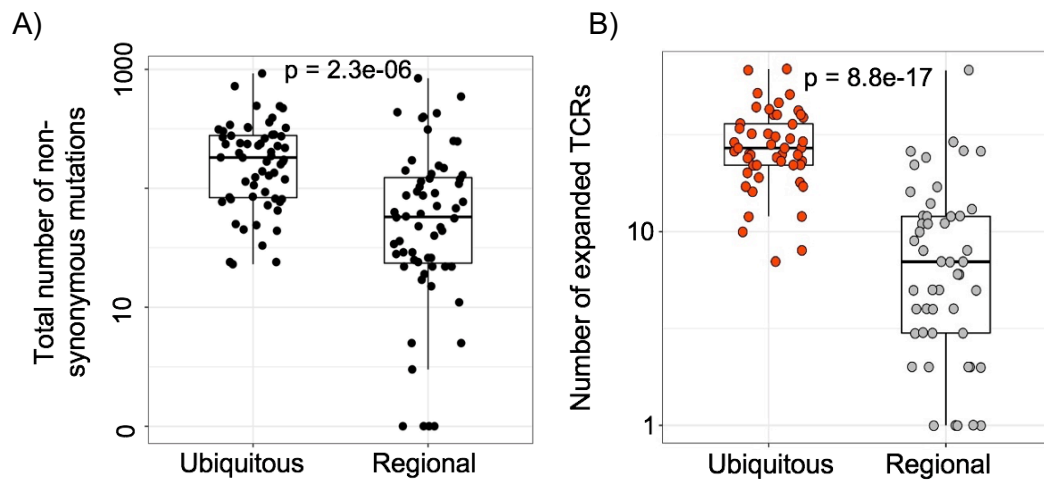 A)
Total number of non-
synonymous mutations
1000
10
0
p = 2.3e-06
Ubiquitous
Regional
B)
Number of expanded TCRs
10
1
p = 8.8e-17
Ubiquitous
Regional